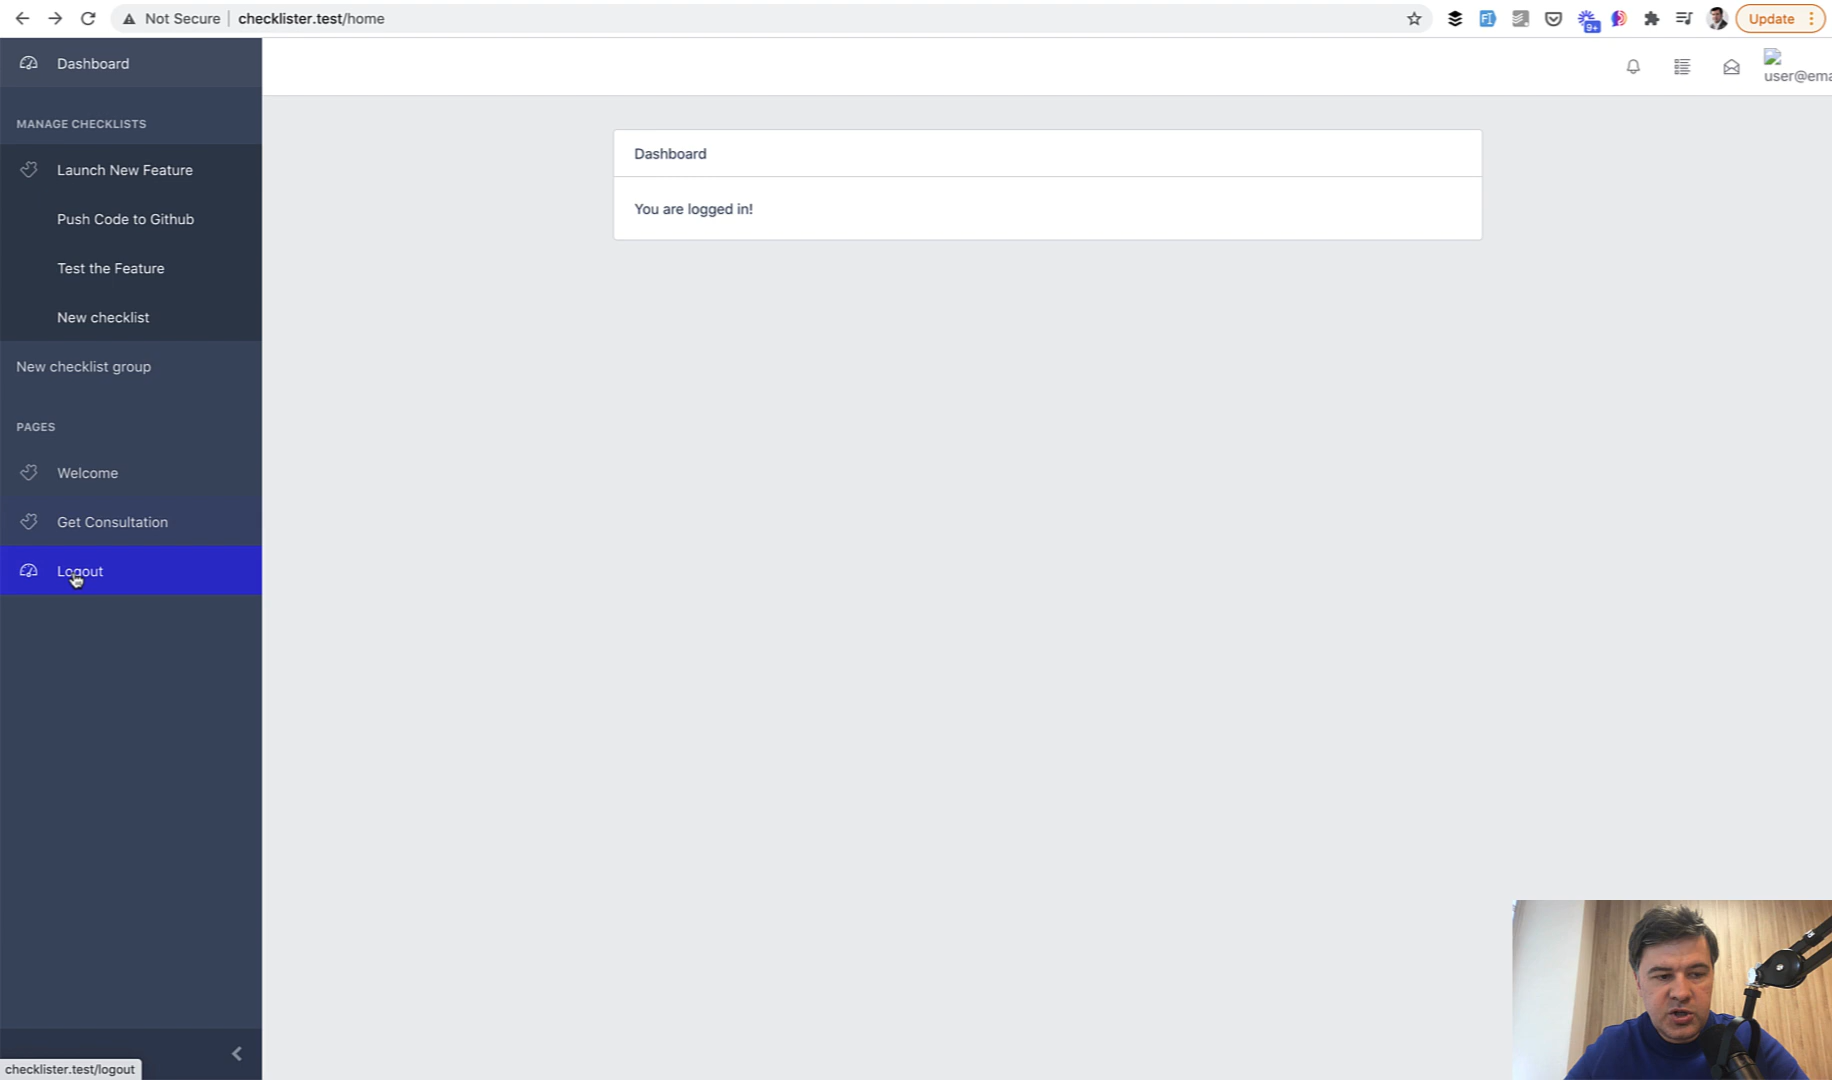 Not Secure
checklister.test/home
9+
Update
Dashboard
user@ema
MANAGE CHECKLISTS
Launch New Feature
Push Code to Github
Test the Feature
New checklist
New checklist group
PAGES
Welcome
Get Consultation
Logout
Dashboard
You are logged in!
checklister.test/logout